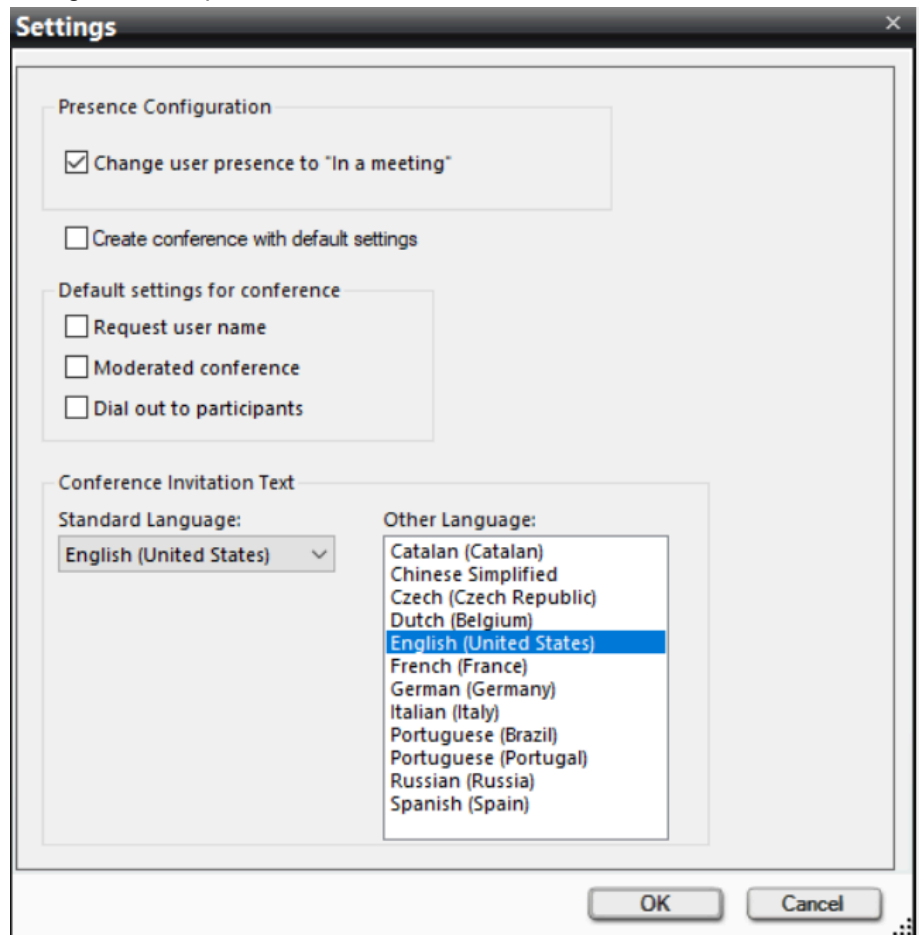 Settings
Presence Configuration
Change user presence to "In a meeting"
Create conference with default settings
Default settings for conference
Request user name
Moderated conference
Dial out to participants
Conference Invitation Text
Standard Language:
English (United States)
Other Language:
Catalan (Catalan)
Chinese Simplified
Czech (Czech Republic)
Dutch (Belgium)
English (United States)
French (France)
German (Germany)
Italian (Italy)
Portuguese (Brazil)
Portuguese (Portugal)
Russian (Russia)
Spanish (Spain)
OK
Cancel